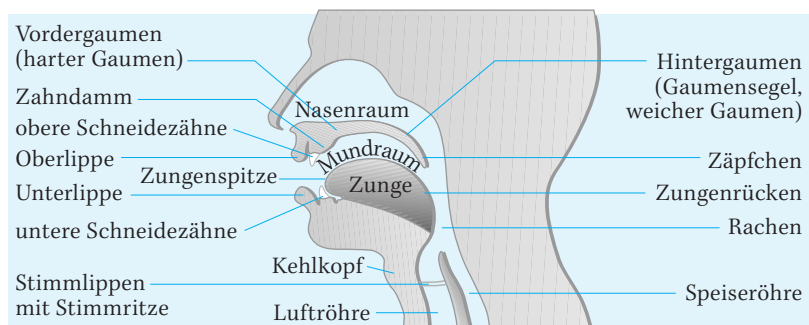 Vordergaumen
(harter Gaumen)
Zahndamm
obere Schneidezähne
Oberlippe
Zungenspitze
Unterlippe
untere Schneidezähne
Stimmlippen
mit Stimmritze
Nasenraum
Mundraum
Zunge
Kehlkopf
Luftröhre
Hintergaumen
(Gaumensegel,
weicher Gaumen)
Zäpfchen
Zungenrücken
Rachen
Speiseröhre